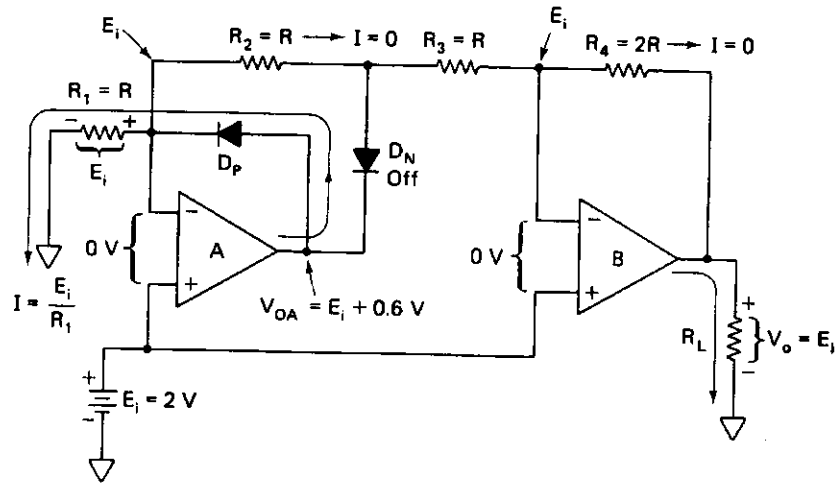 E_i
R_2 = R → I = 0
R_3 = R
E_i
R_4 = 2R → I = 0
R_1 = R
− +
E_i
D_P
D_N
Off
0 V
−
A
+
0 V
−
B
+
I = E_i / R_1
V_OA = E_i + 0.6 V
R_L
+
V_o = E_i
−
+
E_i = 2 V
−